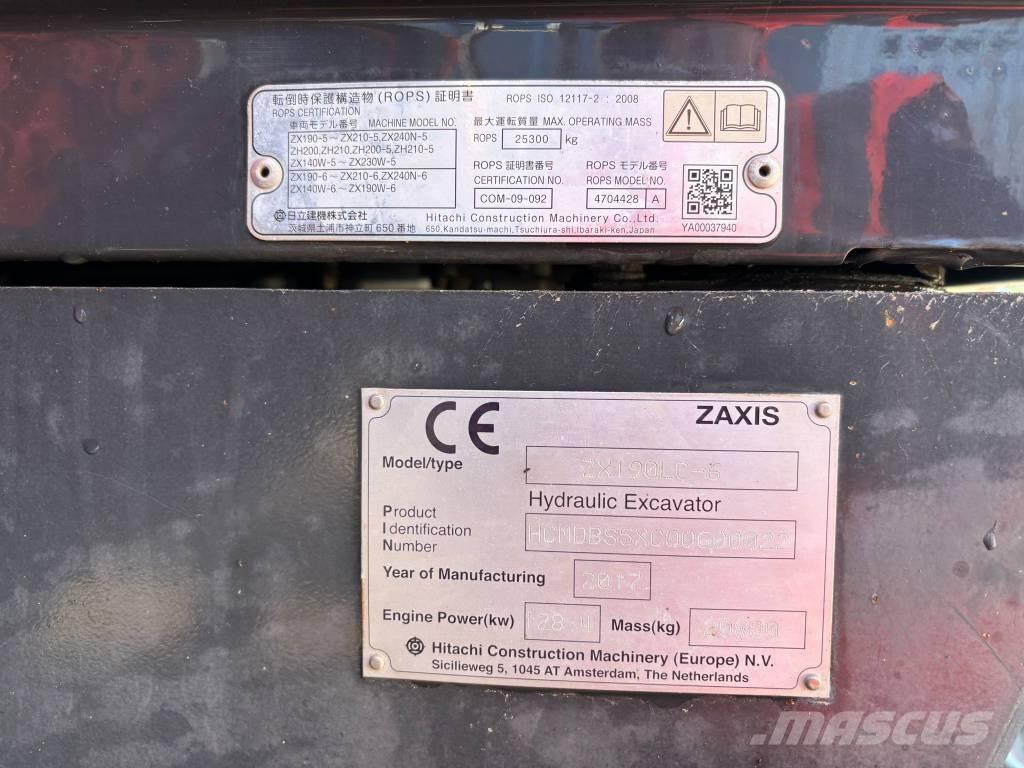 転倒時保護構造物 (ROPS) 証明書
ROPS CERTIFICATION
ROPS ISO 12117-2 : 2008
車両モデル番号 MACHINE MODEL NO.
ZX190-5~ZX210-5,ZX240N-5
ZH200,ZH210,ZH200-5,ZH210-5
ZX140W-5~ZX230W-5
ZX190-6~ZX210-6,ZX240N-6
ZX140W-6~ZX190W-6
最大運転質量 MAX. OPERATING MASS
ROPS 25300 kg
ROPS 証明書番号
CERTIFICATION NO.
COM-09-092
ROPS モデル番号
ROPS MODEL NO.
4704428 A
日立建機株式会社
茨城県土浦市神立町 650 番地
Hitachi Construction Machinery Co., Ltd.
650,Kandatsu-machi,Tsuchiura-shi,Ibaraki-ken,Japan
YA00037940
CE
ZAXIS
Model/type ZX190LC-6
Hydraulic Excavator
Product
Identification
Number
Year of Manufacturing 2017
Engine Power(kw)
Mass(kg)
Hitachi Construction Machinery (Europe) N.V.
Sicilieweg 5, 1045 AT Amsterdam, The Netherlands
MASCUS